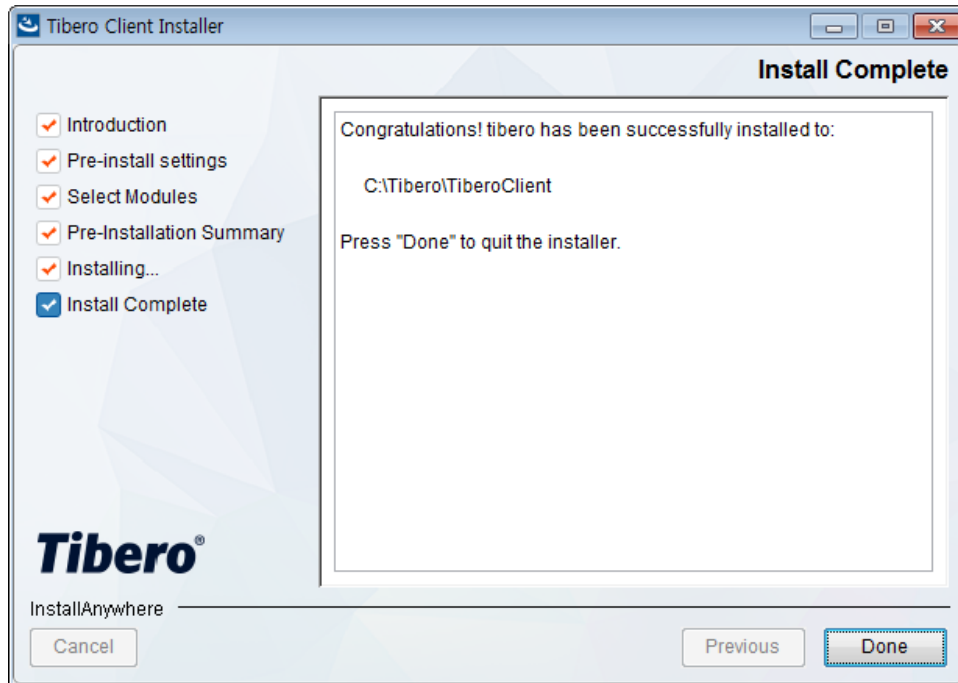 Tibero Client Installer
Install Complete
Introduction
Pre-install settings
Select Modules
Pre-Installation Summary
Installing...
Install Complete
Congratulations! tibero has been successfully installed to:
C:\Tibero\TiberoClient
Press "Done" to quit the installer.
Tibero®
InstallAnywhere
Cancel
Previous
Done